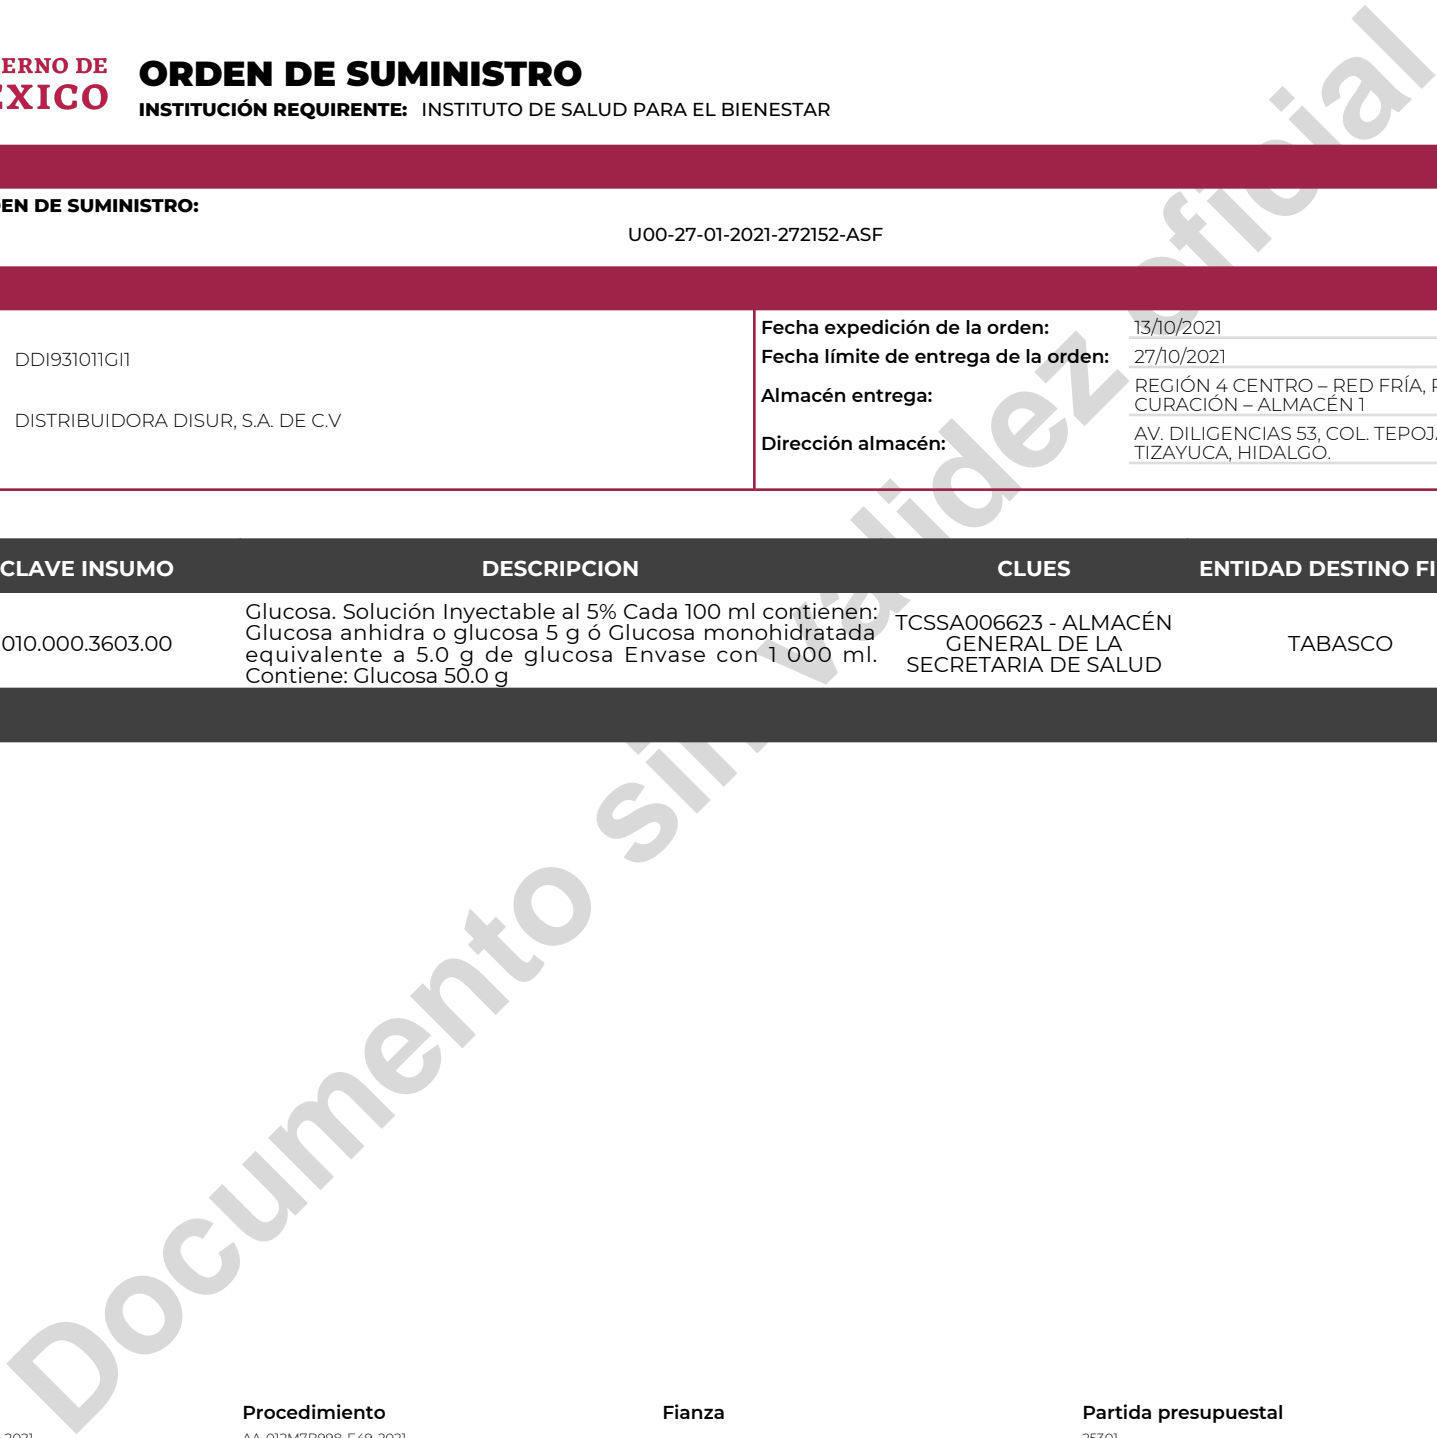 ERNO DE
ÉXICO
ORDEN DE SUMINISTRO
INSTITUCIÓN REQUIRENTE: INSTITUTO DE SALUD PARA EL BIENESTAR
EN DE SUMINISTRO:
U00-27-01-2021-272152-ASF
DDI931011GI1
DISTRIBUIDORA DISUR, S.A. DE C.V
Fecha expedición de la orden: 13/10/2021
Fecha límite de entrega de la orden: 27/10/2021
Almacén entrega: REGIÓN 4 CENTRO – RED FRÍA,
CURACIÓN – ALMACÉN 1
Dirección almacén: AV. DILIGENCIAS 53, COL. TEPOJ
TIZAYUCA, HIDALGO.
CLAVE INSUMO DESCRIPCION CLUES ENTIDAD DESTINO FI
010.000.3603.00
Glucosa. Solución Inyectable al 5% Cada 100 ml contienen:
Glucosa anhidra o glucosa 5 g ó Glucosa monohidratada
equivalente a 5.0 g de glucosa Envase con 1 000 ml.
Contiene: Glucosa 50.0 g
TCSSA006623 - ALMACÉN
GENERAL DE LA
SECRETARIA DE SALUD
TABASCO
Documento sin validez oficial
Procedimiento Fianza Partida presupuestal